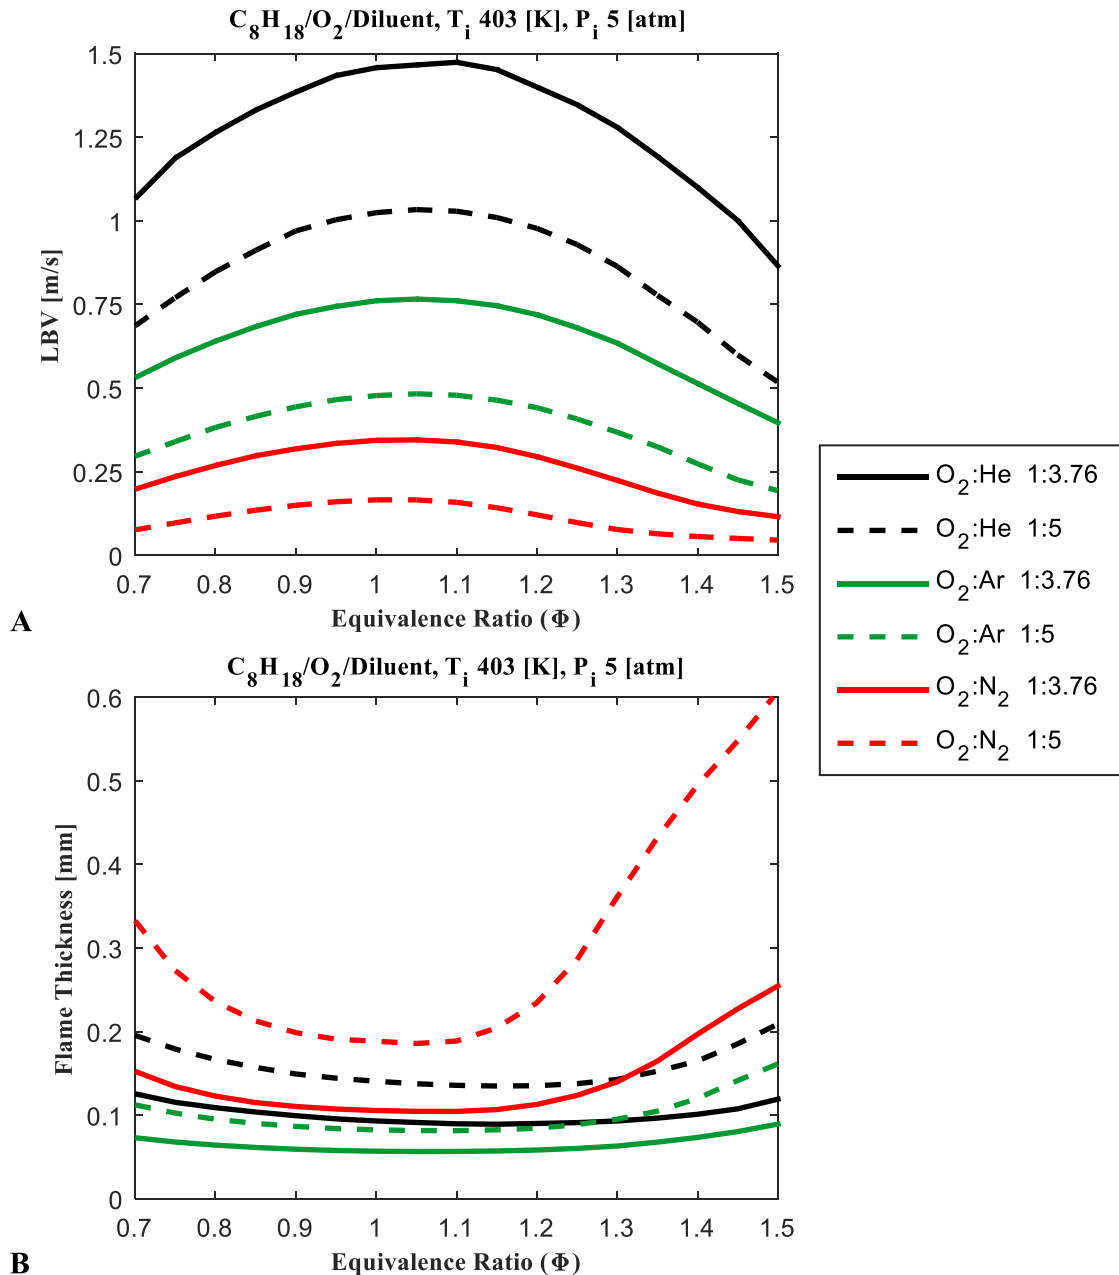 C8H18/O2/Diluent, Ti 403 [K], Pi 5 [atm]
1.5
1.25
1
0.75
0.5
0.25
0
LBV [m/s]
0.7 0.8 0.9 1 1.1 1.2 1.3 1.4 1.5
Equivalence Ratio (Φ)
A
O2:He 1:3.76
O2:He 1:5
O2:Ar 1:3.76
O2:Ar 1:5
O2:N2 1:3.76
O2:N2 1:5
C8H18/O2/Diluent, Ti 403 [K], Pi 5 [atm]
0.6
0.5
0.4
0.3
0.2
0.1
0
Flame Thickness [mm]
0.7 0.8 0.9 1 1.1 1.2 1.3 1.4 1.5
Equivalence Ratio (Φ)
B